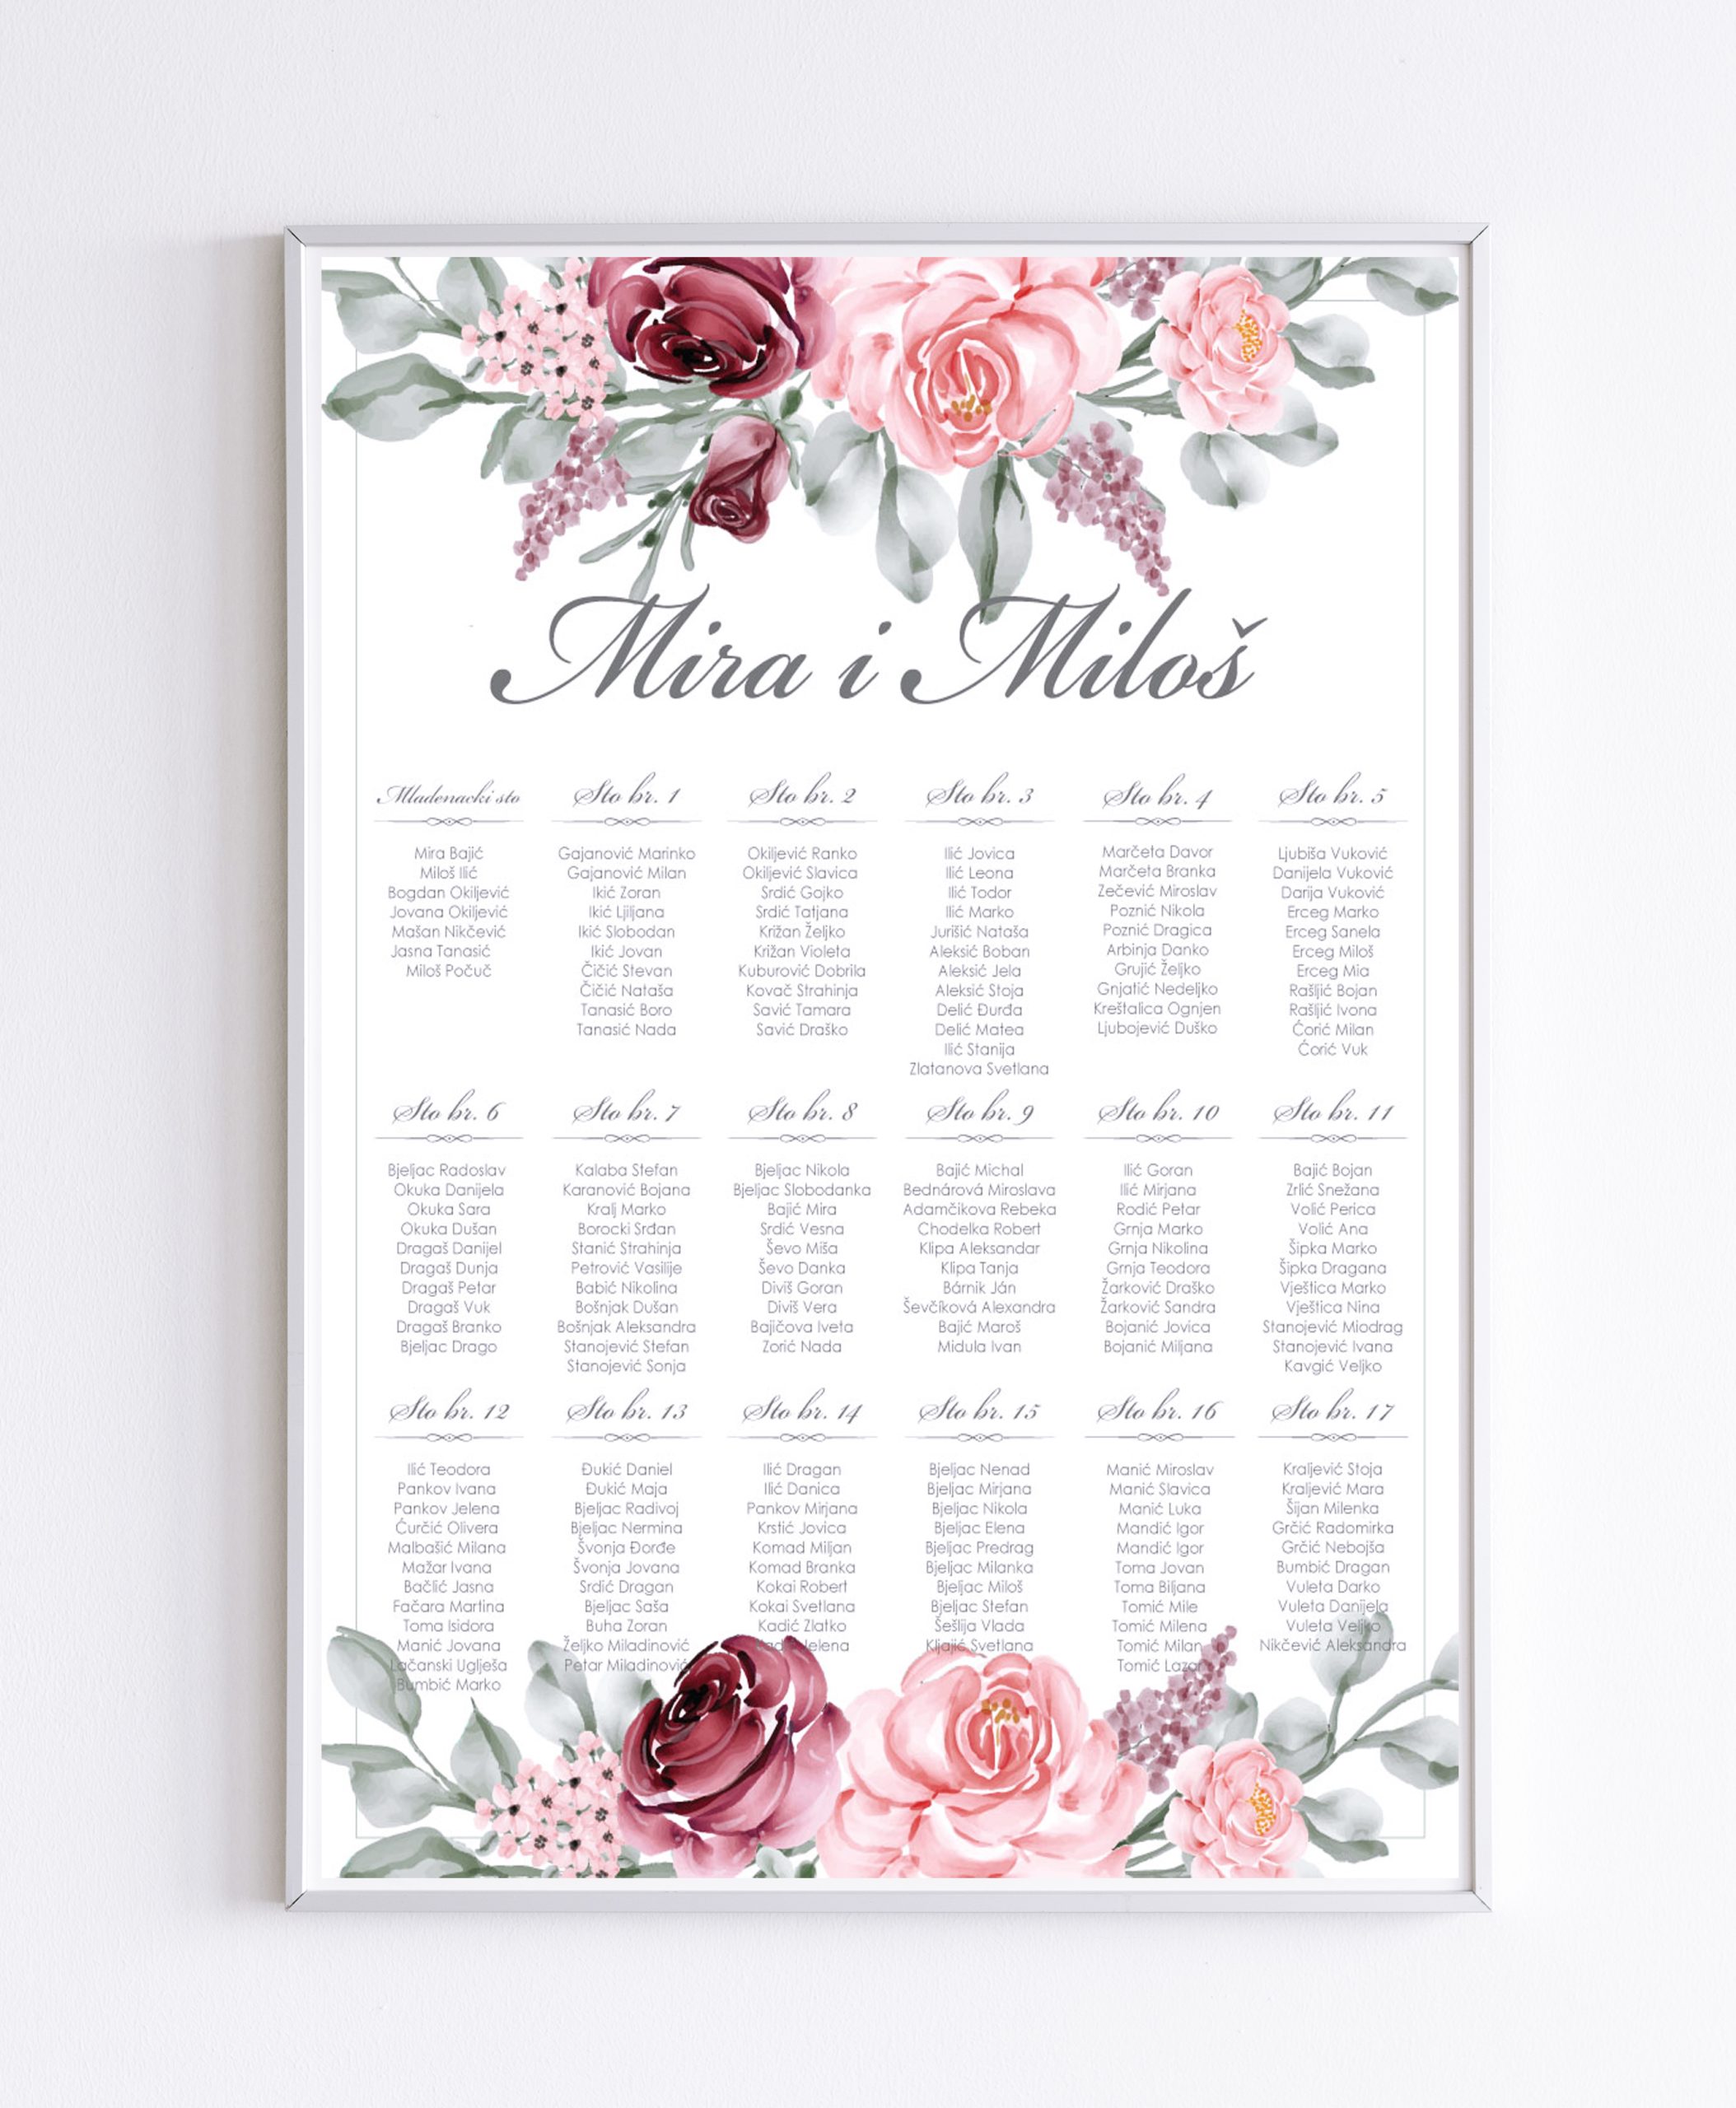 Mira i Miloš
Mladenacki sto
Mira Bajić
Miloš Ilić
Bogdan Okiljević
Jovana Okiljević
Mašan Nikčević
Jasna Tanasić
Miloš Počuč
Sto br. 1
Gajanović Marinko
Gajanović Milan
Ikić Zoran
Ikić Ljiljana
Ikić Slobodan
Ikić Jovan
Čičić Stevan
Čičić Nataša
Tanasić Boro
Tanasić Nada
Sto br. 2
Okiljević Ranko
Okiljević Slavica
Srdić Gojko
Srdić Tatjana
Križan Željko
Križan Violeta
Kuburović Dobrila
Kovač Strahinja
Savić Tamara
Savić Draško
Sto br. 3
Ilić Jovica
Ilić Leona
Ilić Todor
Ilić Marko
Jurišić Nataša
Aleksić Boban
Aleksić Jela
Aleksić Stoja
Delić Đurđa
Delić Matea
Ilić Stanija
Zlatanova Svetlana
Sto br. 4
Marčeta Davor
Marčeta Branka
Zečević Miroslav
Poznić Nikola
Poznić Dragica
Arbinja Danko
Grujić Željko
Gnjatić Nedeljko
Kreštalica Ognjen
Ljubojević Duško
Sto br. 5
Ljubiša Vuković
Danijela Vuković
Darija Vuković
Erceg Marko
Erceg Sanela
Erceg Miloš
Erceg Mia
Rašljić Bojan
Rašljić Ivona
Ćorić Milan
Ćorić Vuk
Sto br. 6
Bjeljac Radoslav
Okuka Danijela
Okuka Sara
Okuka Dušan
Dragaš Danijel
Dragaš Dunja
Dragaš Petar
Dragaš Vuk
Dragaš Branko
Bjeljac Drago
Sto br. 7
Kalaba Stefan
Karanović Bojana
Kralj Marko
Borocki Srđan
Stanić Strahinja
Petrović Vasilije
Babić Nikolina
Bošnjak Dušan
Bošnjak Aleksandra
Stanojević Stefan
Stanojević Sonja
Sto br. 8
Bjeljac Nikola
Bjeljac Slobodanka
Bajić Mira
Srdić Vesna
Ševo Miša
Ševo Danka
Diviš Goran
Diviš Vera
Bajičova Iveta
Zorić Nada
Sto br. 9
Bajić Michal
Bednárová Miroslava
Adamčikova Rebeka
Chodelka Robert
Klipa Aleksandar
Klipa Tanja
Bárnik Ján
Ševčíková Alexandra
Bajić Maroš
Midula Ivan
Sto br. 10
Ilić Goran
Ilić Mirjana
Rodić Petar
Grnja Marko
Grnja Nikolina
Grnja Teodora
Žarković Draško
Žarković Sandra
Bojanić Jovica
Bojanić Miljana
Sto br. 11
Bajić Bojan
Zrlić Snežana
Volić Perica
Volić Ana
Šipka Marko
Šipka Dragana
Vještica Marko
Vještica Nina
Stanojević Miodrag
Stanojević Ivana
Kavgić Veljko
Sto br. 12
Ilić Teodora
Pankov Ivana
Pankov Jelena
Ćurčić Olivera
Malbašić Milana
Mažar Ivana
Bačlić Jasna
Fačara Martina
Toma Isidora
Manić Jovana
Lačanski Uglješa
Bumbić Marko
Sto br. 13
Đukić Daniel
Đukić Maja
Bjeljac Radivoj
Bjeljac Nermina
Švonja Đorđe
Švonja Jovana
Srdić Dragan
Bjeljac Saša
Buha Zoran
Željko Miladinović
Petar Miladinović
Sto br. 14
Ilić Dragan
Ilić Danica
Pankov Mirjana
Krstić Jovica
Komad Miljan
Komad Branka
Kokai Robert
Kokai Svetlana
Kadić Zlatko
Jelena
Sto br. 15
Bjeljac Nenad
Bjeljac Mirjana
Bjeljac Nikola
Bjeljac Elena
Bjeljac Predrag
Bjeljac Milanka
Bjeljac Miloš
Bjeljac Stefan
Šešlija Vlada
Kljajić Svetlana
Sto br. 16
Manić Miroslav
Manić Slavica
Manić Luka
Mandić Igor
Mandić Igor
Toma Jovan
Toma Biljana
Tomić Mile
Tomić Milena
Tomić Milan
Tomić Lazar
Sto br. 17
Kraljević Stoja
Kraljević Mara
Šijan Milenka
Grčić Radomirka
Grčić Nebojša
Bumbić Dragan
Vuleta Darko
Vuleta Danijela
Vuleta Veljko
Nikčević Aleksandra